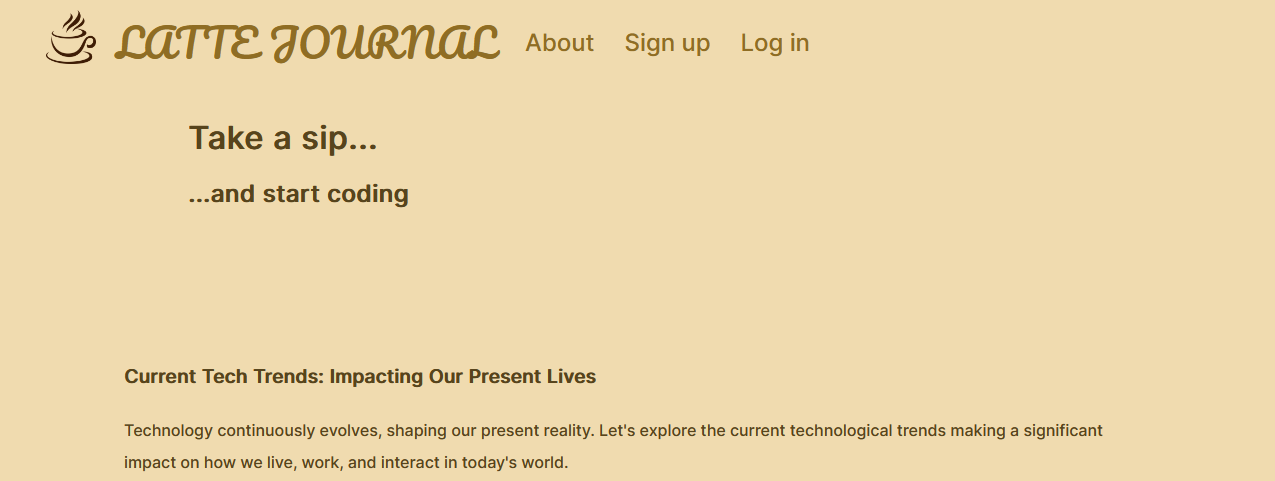 LATTE JOURNAL About Sign up Log in
Take a sip...
...and start coding
Current Tech Trends: Impacting Our Present Lives
Technology continuously evolves, shaping our present reality. Let's explore the current technological trends making a significant
impact on how we live, work, and interact in today's world.